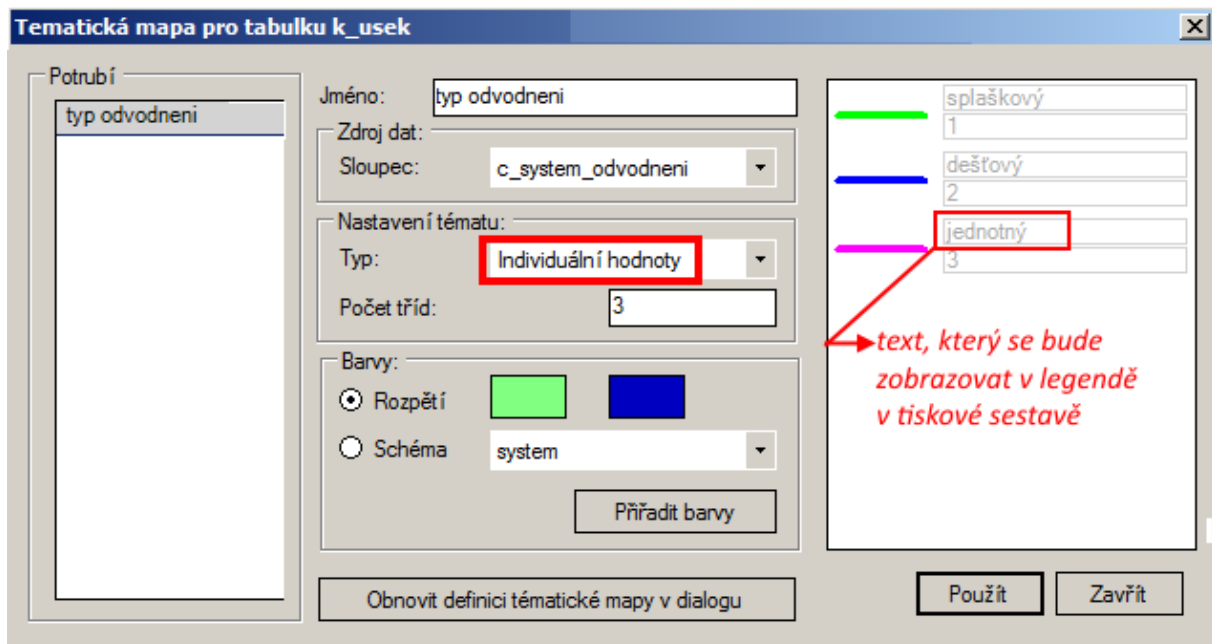 Tematická mapa pro tabulku k_usek
Potrubí
typ odvodneni
Jméno: typ odvodneni
Zdroj dat:
Sloupec: c_system_odvodneni
Nastavení tématu:
Typ: Individuální hodnoty
Počet tříd: 3
Barvy:
Rozpětí
Schéma system
Přiřadit barvy
Obnovit definici tématické mapy v dialogu
splaškový
1
dešťový
2
jednotný
3
text, který se bude
zobrazovat v legendě
v tiskové sestavě
Použít Zavřít